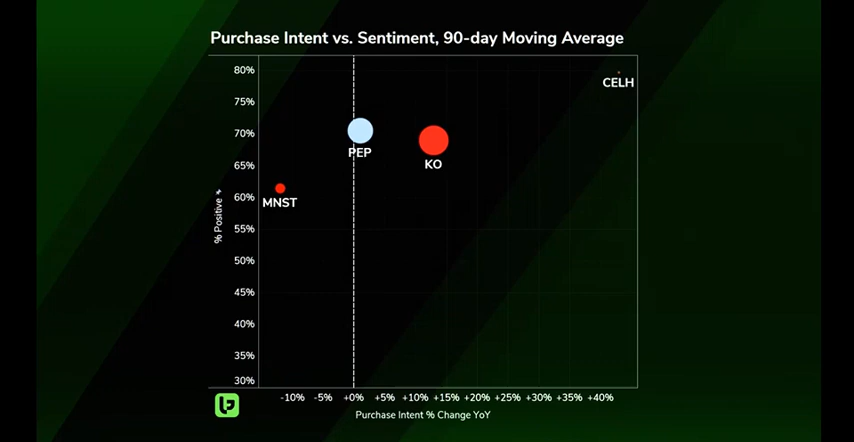 Purchase Intent vs. Sentiment, 90-day Moving Average
80%
CELH
75%
70%
PEP
KO
65%
60%
MNST
% Positive
55%
50%
45%
40%
35%
30%
-10% -5% +0% +5% +10% +15% +20% +25% +30% +35% +40%
Purchase Intent % Change YoY